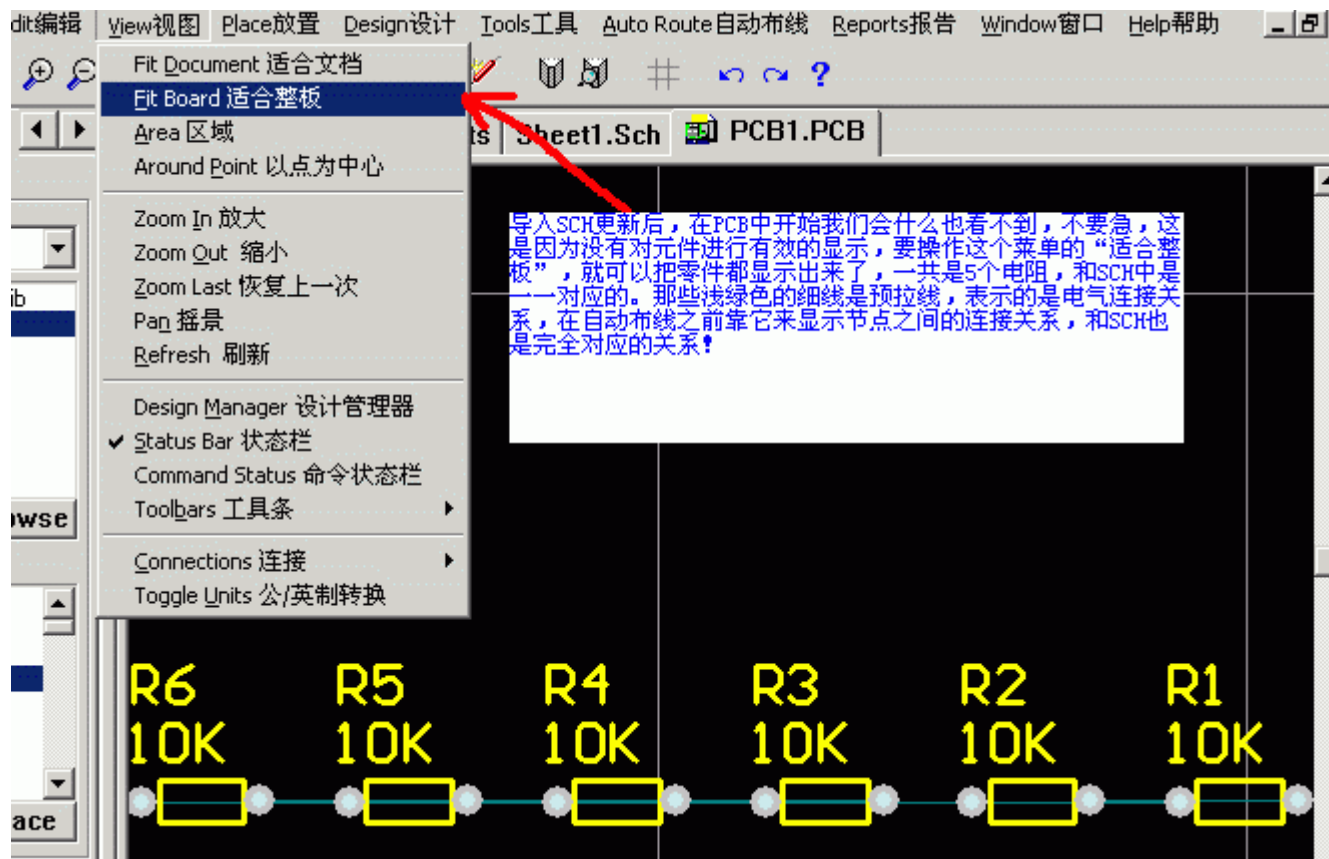 dit编辑 View视图 Place放置 Design设计 Tools工具 Auto Route自动布线 Reports报告 Window窗口 Help帮助
Fit Document 适合文档
?
Fit Board 适合整板
Area 区域
ts Sheet1.Sch PCB1.PCB
Around Point 以点为中心
Zoom In 放大
Zoom Out 缩小
Zoom Last 恢复上一次
Pan 摇景
Refresh 刷新
Design Manager 设计管理器
Status Bar 状态栏
Command Status 命令状态栏
Toolbars 工具条
Connections 连接
Toggle Units 公/英制转换
导入SCH更新后，在PCB中开始我们会什么也看不到，不要急，这
是因为没有对元件进行有效的显示，要操作这个菜单的“适合整
板”，就可以把零件都显示出来了，一共是5个电阻，和SCH中是
一一对应的。那些浅绿色的细线是预拉线，表示的是电气连接关
系，在自动布线之前靠它来显示节点之间的连接关系，和SCH也
是完全对应的关系！
ib
owse
ace
R6 R5 R4 R3 R2 R1
10K 10K 10K 10K 10K 10K